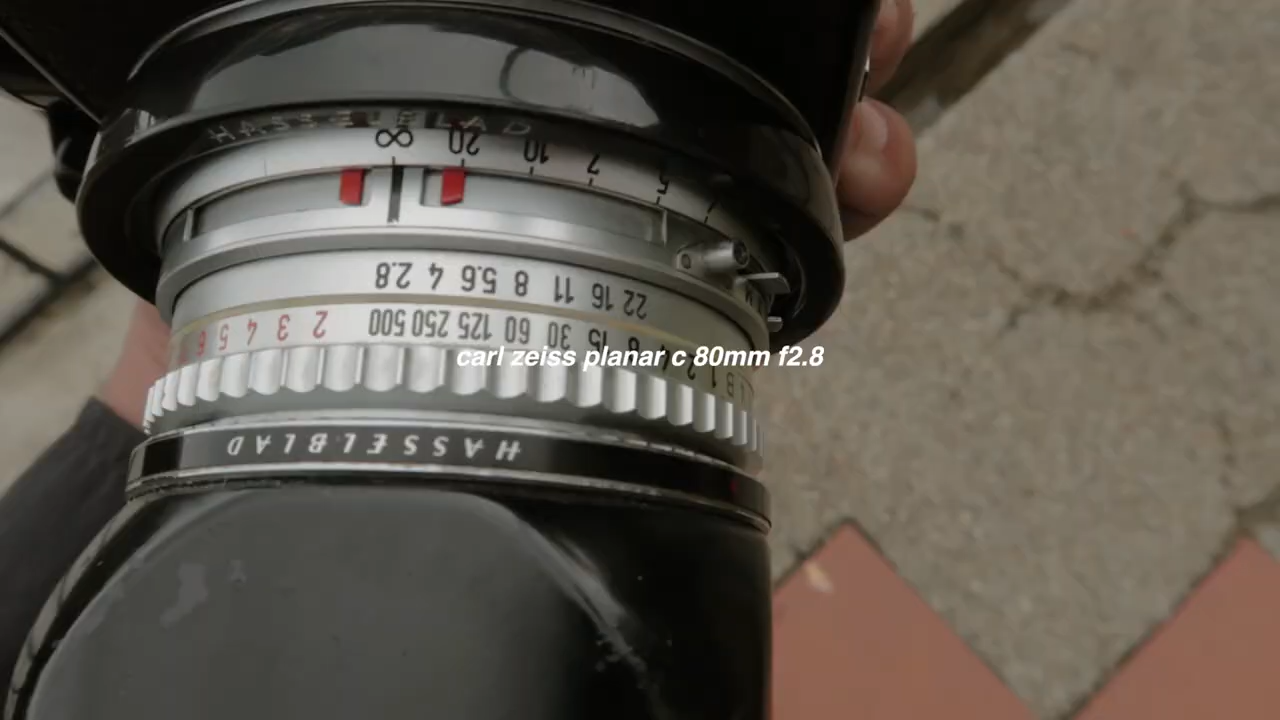 HASSELBLAD
∞ 20 10 7 5
22 16 11 8 5.6 4 2.8
B 1 2 4 8 15 30 60 125 250 500 2 3 4 5 6
carl zeiss planar c 80mm f2.8
HASSELBLAD